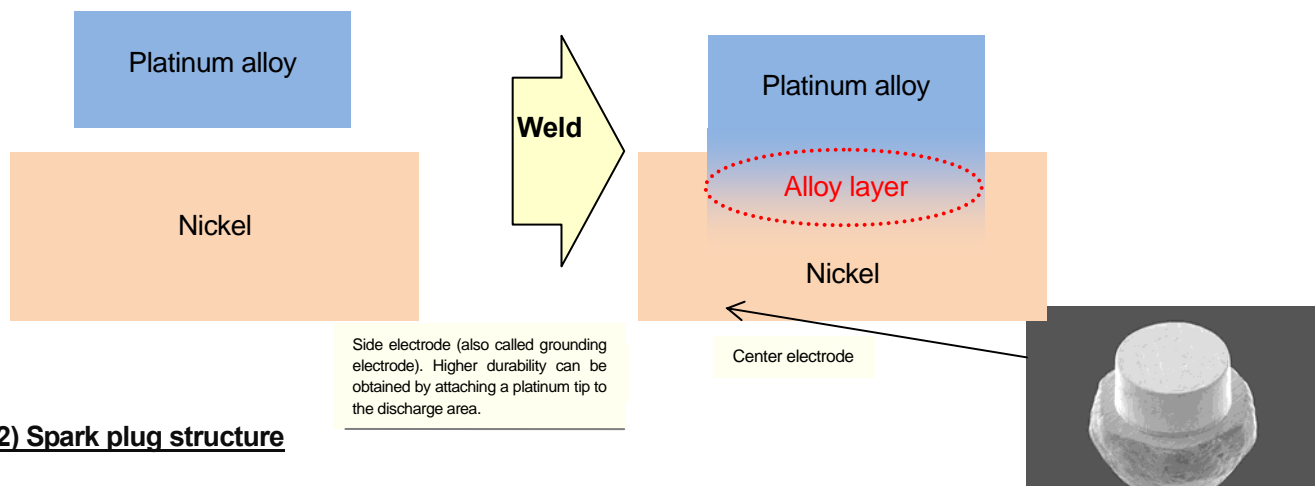 Platinum alloy
Nickel
Weld
Platinum alloy
Alloy layer
Nickel
Side electrode (also called grounding
electrode). Higher durability can be
obtained by attaching a platinum tip to
the discharge area.
Center electrode
2) Spark plug structure